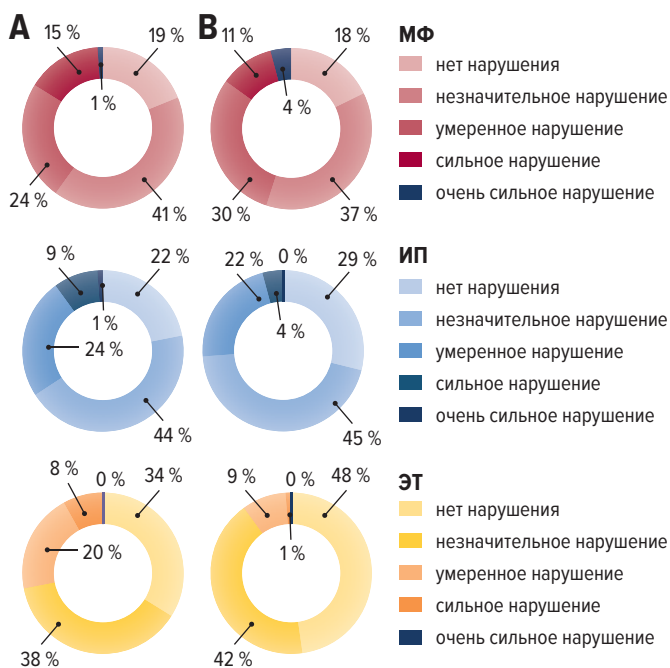 A
B
15 %
19 %
1 %
24 %
41 %
11 %
18 %
4 %
30 %
37 %
МФ
нет нарушения
незначительное нарушение
умеренное нарушение
сильное нарушение
очень сильное нарушение
9 %
22 %
1 %
24 %
44 %
22 %
0 %
29 %
4 %
45 %
ИП
нет нарушения
незначительное нарушение
умеренное нарушение
сильное нарушение
очень сильное нарушение
8 %
0 %
34 %
20 %
38 %
9 %
0 %
48 %
1 %
42 %
ЭТ
нет нарушения
незначительное нарушение
умеренное нарушение
сильное нарушение
очень сильное нарушение